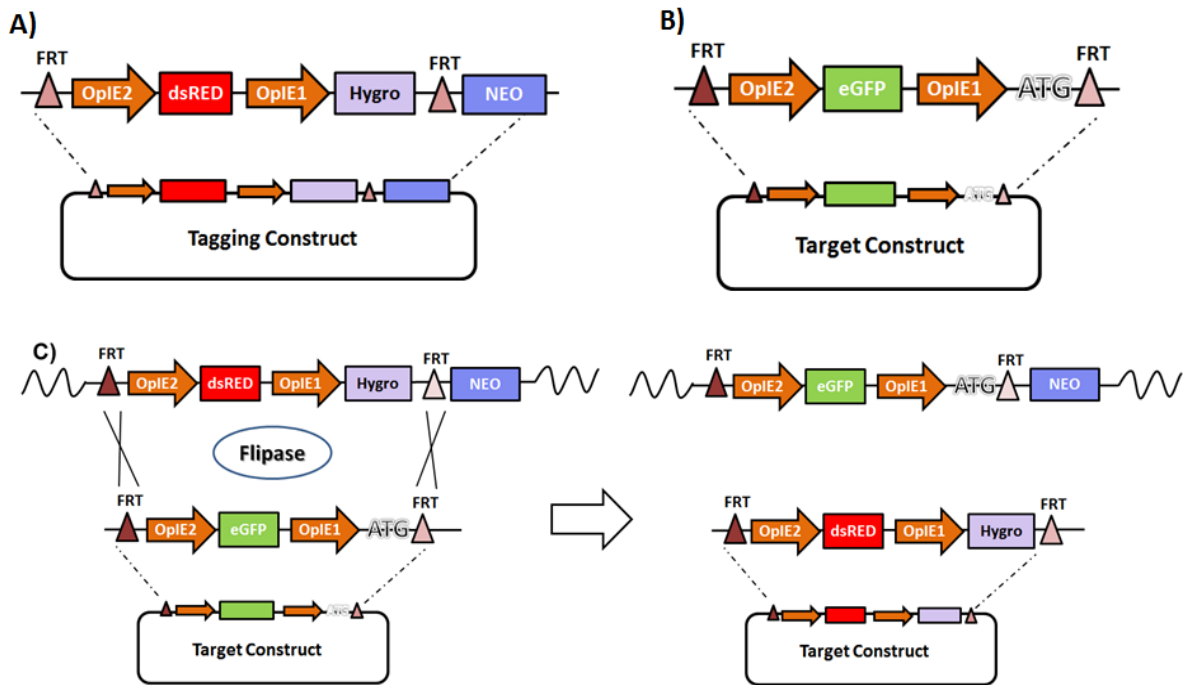 A)
FRT
FRT
OpIE2 dsRED OpIE1 Hygro NEO
Tagging Construct
B)
FRT
FRT
OpIE2 eGFP OpIE1 ATG
ATG
Target Construct
C)
FRT
FRT
OpIE2 dsRED OpIE1 Hygro NEO
Flipase
FRT
FRT
OpIE2 eGFP OpIE1 ATG
ATG
Target Construct
FRT
FRT
OpIE2 eGFP OpIE1 ATG NEO
FRT
FRT
OpIE2 dsRED OpIE1 Hygro
Target Construct